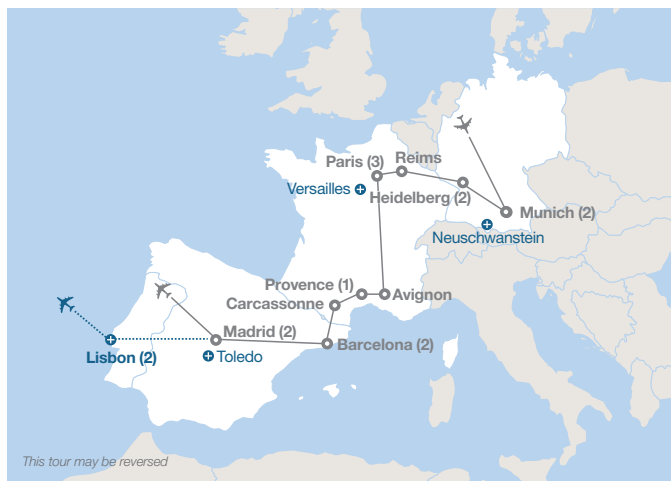 Paris (3)
Reims
Versailles
Heidelberg (2)
Munich (2)
Neuschwanstein
Provence (1)
Avignon
Carcassonne
Madrid (2)
Barcelona (2)
Lisbon (2)
Toledo
This tour may be reversed